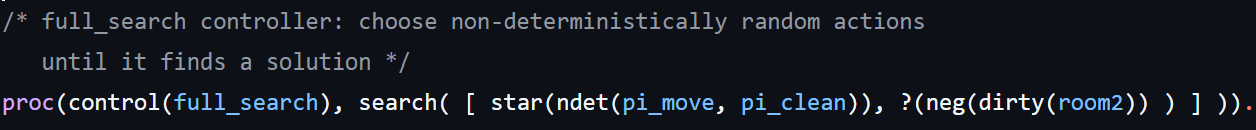 /* full_search controller: choose non-deterministically random actions
until it finds a solution */
proc(control(full_search), search( [ star(ndet(pi_move, pi_clean)), ?(neg(dirty(room2)) ) ] )).